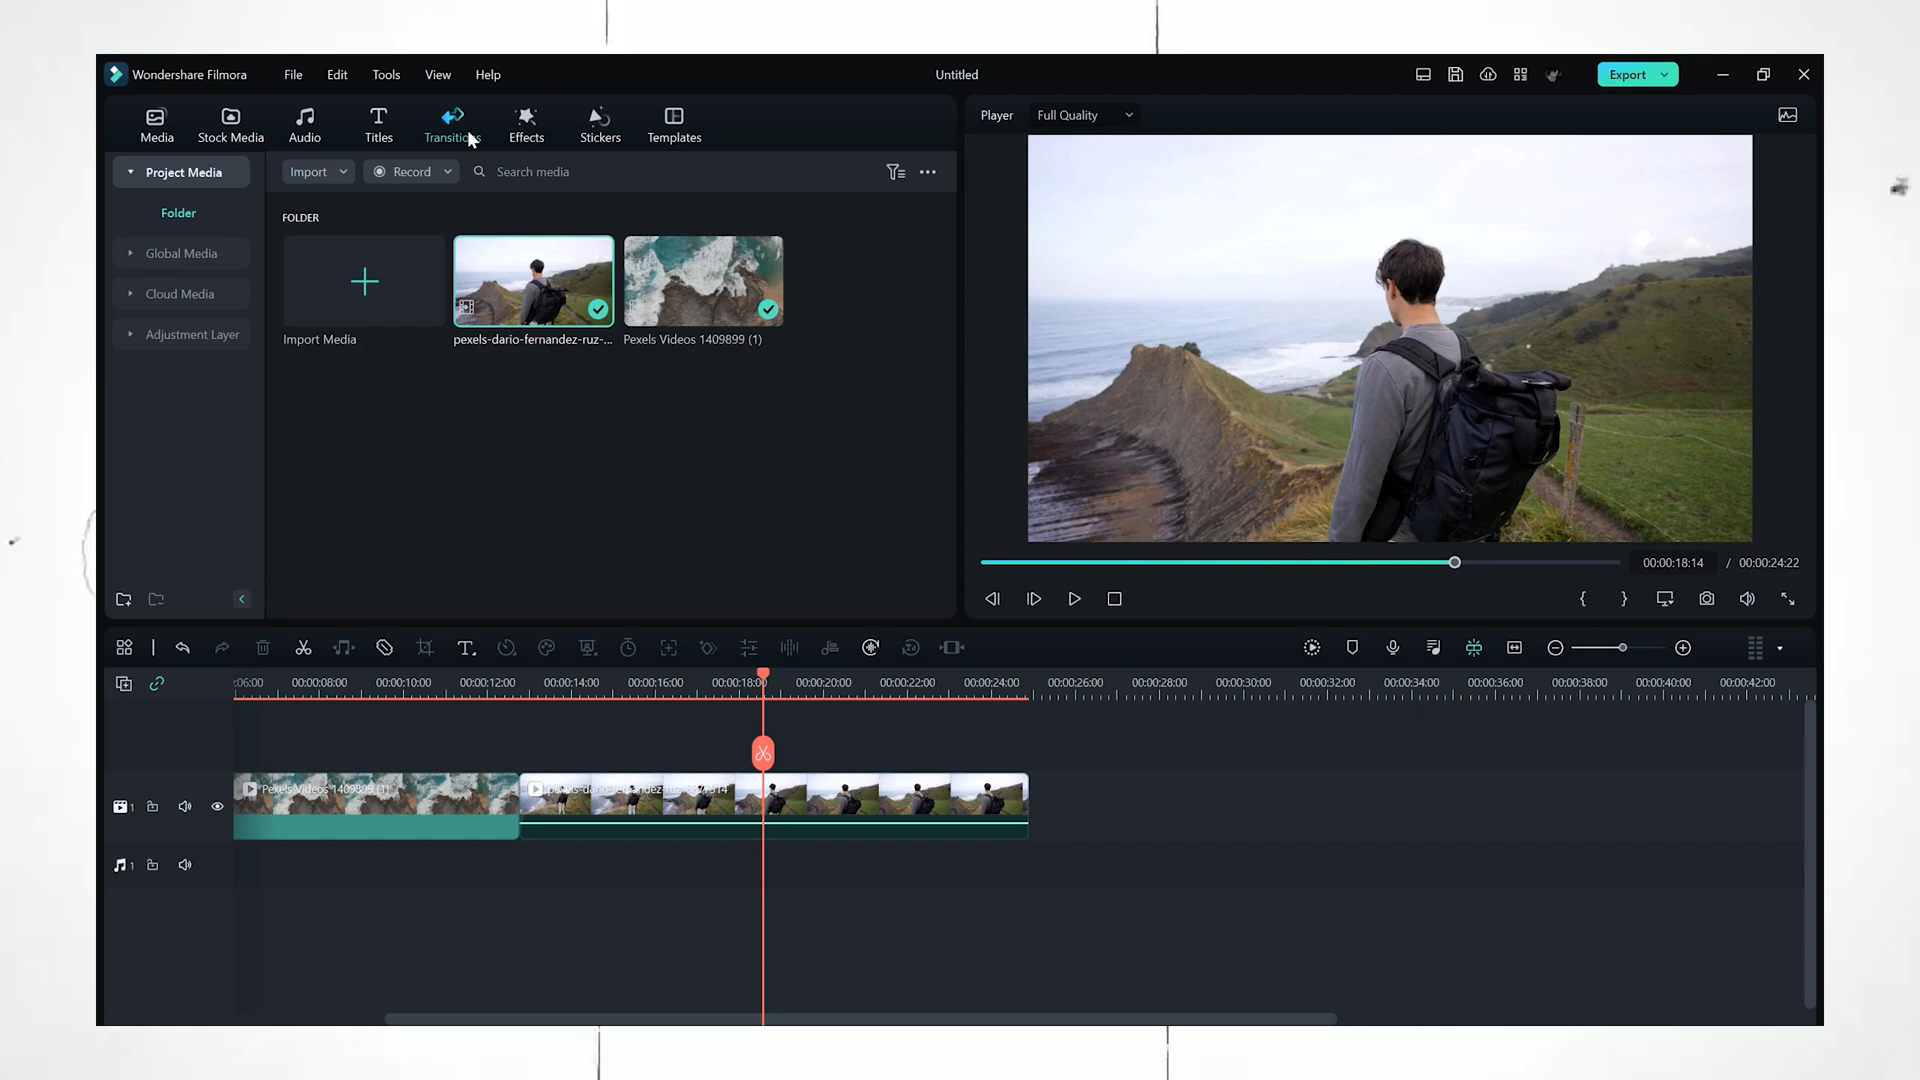 Wondershare Filmora File Edit Tools View Help Untitled Export
Media Stock Media Audio Titles Transitions Effects Stickers Templates
Player Full Quality
Project Media
Import Record Search media
Folder
Global Media
Cloud Media
Adjustment Layer
FOLDER
Import Media pexels-dario-fernandez-ruz-... Pexels Videos 1409899 (1)
00:00:18:14 / 00:00:24:22
:06:00 00:00:08:00 00:00:10:00 00:00:12:00 00:00:14:00 00:00:16:00 00:00:18:00 00:00:20:00 00:00:22:00 00:00:24:00 00:00:26:00 00:00:28:00 00:00:30:00 00:00:32:00 00:00:34:00 00:00:36:00 00:00:38:00 00:00:40:00 00:00:42:00
Pexels Videos 1409899 (1)
1
1